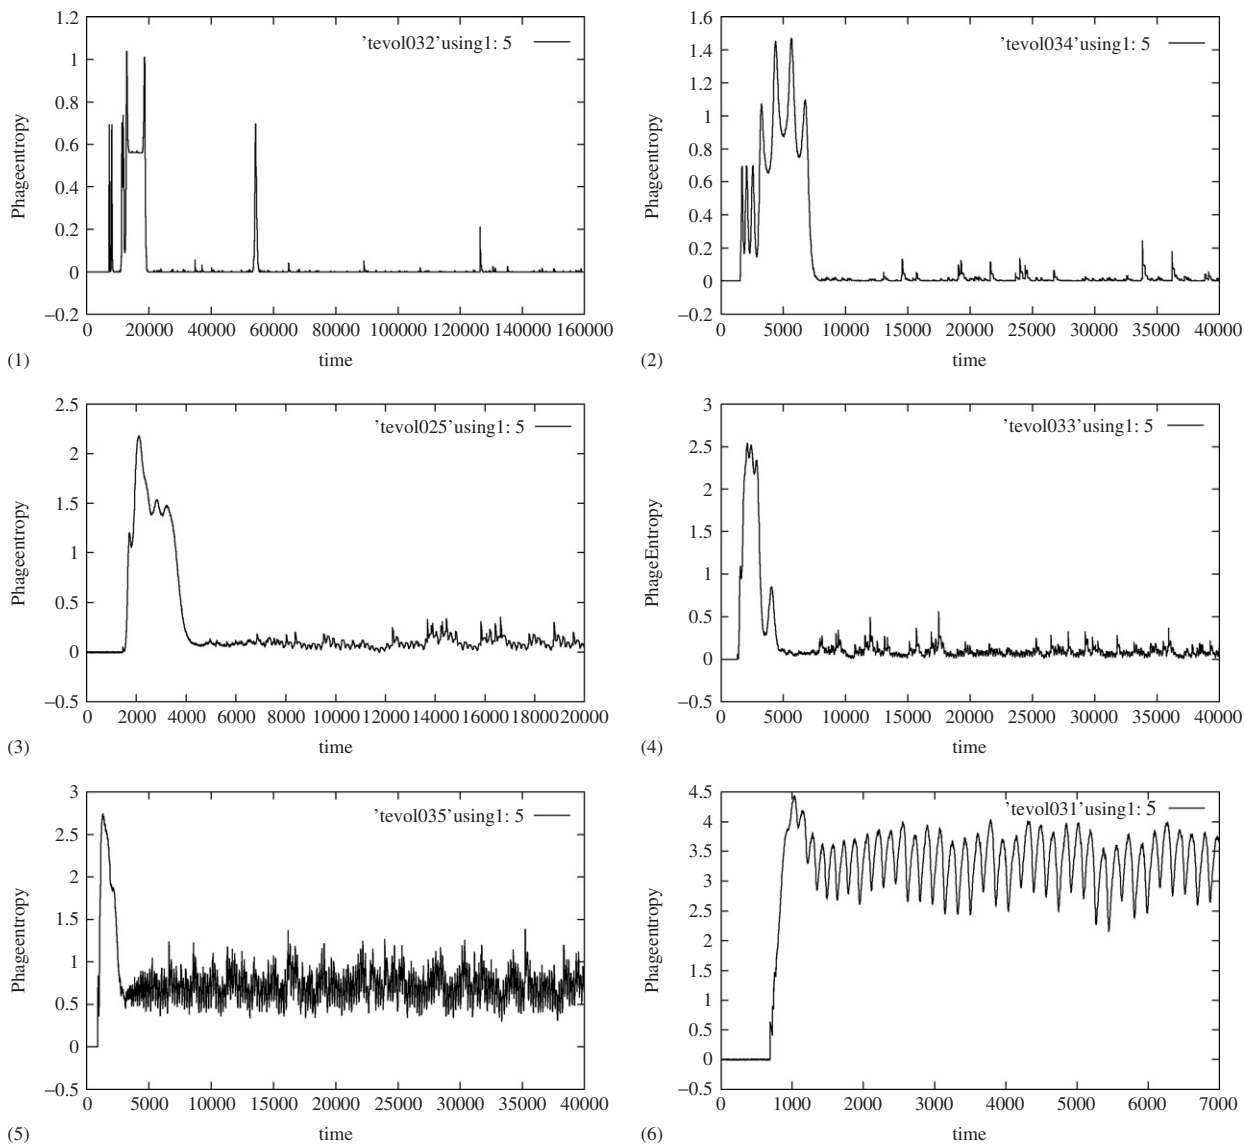 'tevol032'using1: 5
Phageentropy
1.2
1
0.8
0.6
0.4
0.2
0
−0.2
0 20000 40000 60000 80000 100000 120000 140000 160000
time
(1)
'tevol034'using1: 5
Phageentropy
1.6
1.4
1.2
1
0.8
0.6
0.4
0.2
0
−0.2
0 5000 10000 15000 20000 25000 30000 35000 40000
time
(2)
'tevol025'using1: 5
Phageentropy
2.5
2
1.5
1
0.5
0
−0.5
0 2000 4000 6000 8000 10000 12000 14000 16000 18000 20000
time
(3)
'tevol033'using1: 5
PhageEntropy
3
2.5
2
1.5
1
0.5
0
−0.5
0 5000 10000 15000 20000 25000 30000 35000 40000
time
(4)
'tevol035'using1: 5
Phageentropy
3
2.5
2
1.5
1
0.5
0
−0.5
0 5000 10000 15000 20000 25000 30000 35000 40000
time
(5)
'tevol031'using1: 5
Phageentropy
4.5
4
3.5
3
2.5
2
1.5
1
0.5
0
−0.5
0 1000 2000 3000 4000 5000 6000 7000
time
(6)